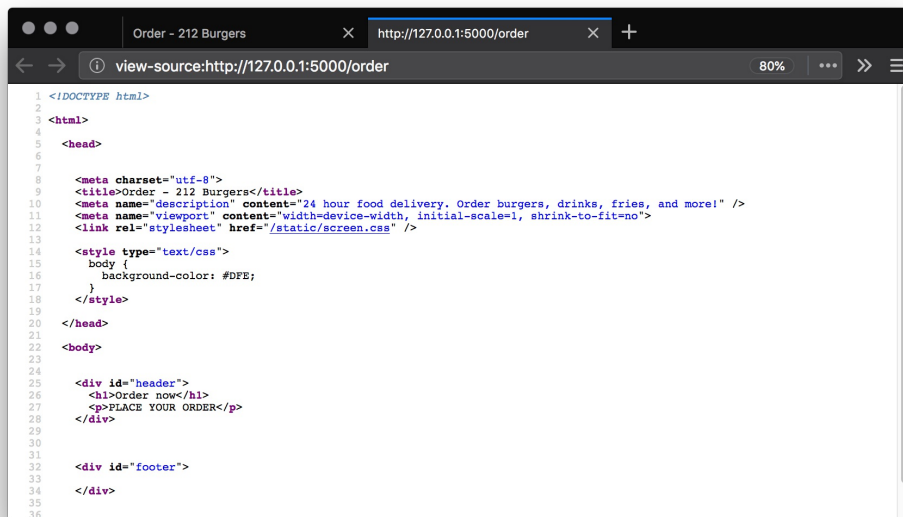 Order - 212 Burgers
http://127.0.0.1:5000/order
view-source:http://127.0.0.1:5000/order 80%
1 <!DOCTYPE html>
2
3 <html>
4
5 <head>
6
7
8 <meta charset="utf-8">
9 <title>Order - 212 Burgers</title>
10 <meta name="description" content="24 hour food delivery. Order burgers, drinks, fries, and more!" />
11 <meta name="viewport" content="width=device-width, initial-scale=1, shrink-to-fit=no">
12 <link rel="stylesheet" href="/static/screen.css" />
13
14 <style type="text/css">
15 body {
16 background-color: #DFE;
17 }
18 </style>
19
20 </head>
21
22 <body>
23
24
25 <div id="header">
26 <h1>Order now</h1>
27 <p>PLACE YOUR ORDER</p>
28 </div>
29
30
31
32 <div id="footer">
33
34 </div>
35
36